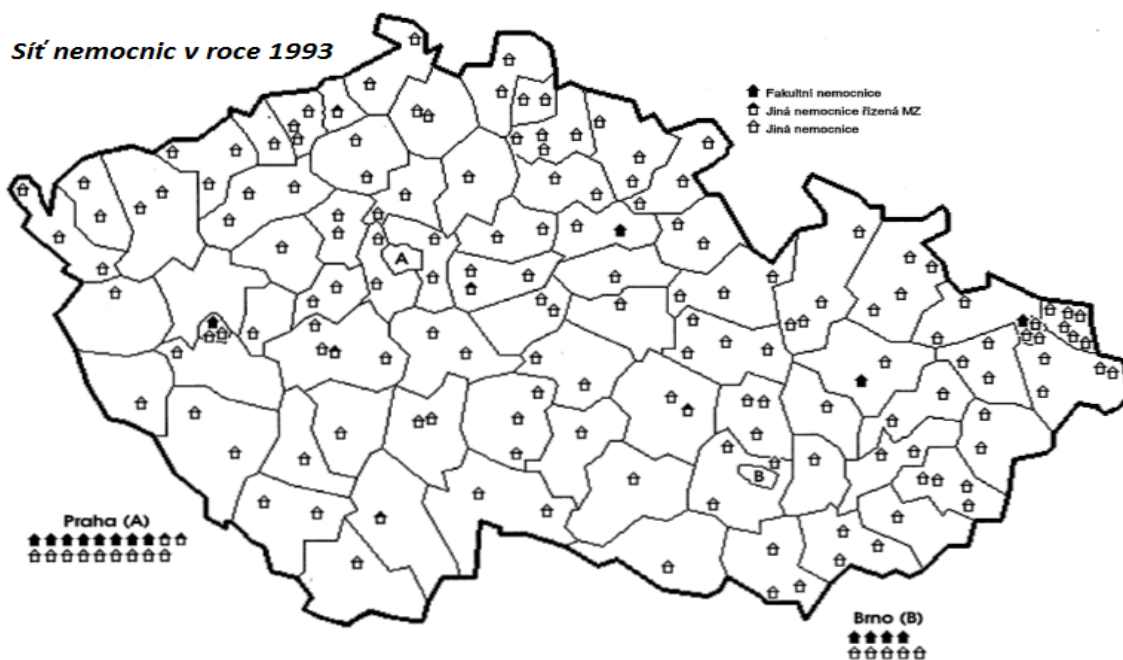 Síť nemocnic v roce 1993
Fakultní nemocnice
Jiná nemocnice řízená MZ
Jiná nemocnice
A
B
Praha (A)
Brno (B)